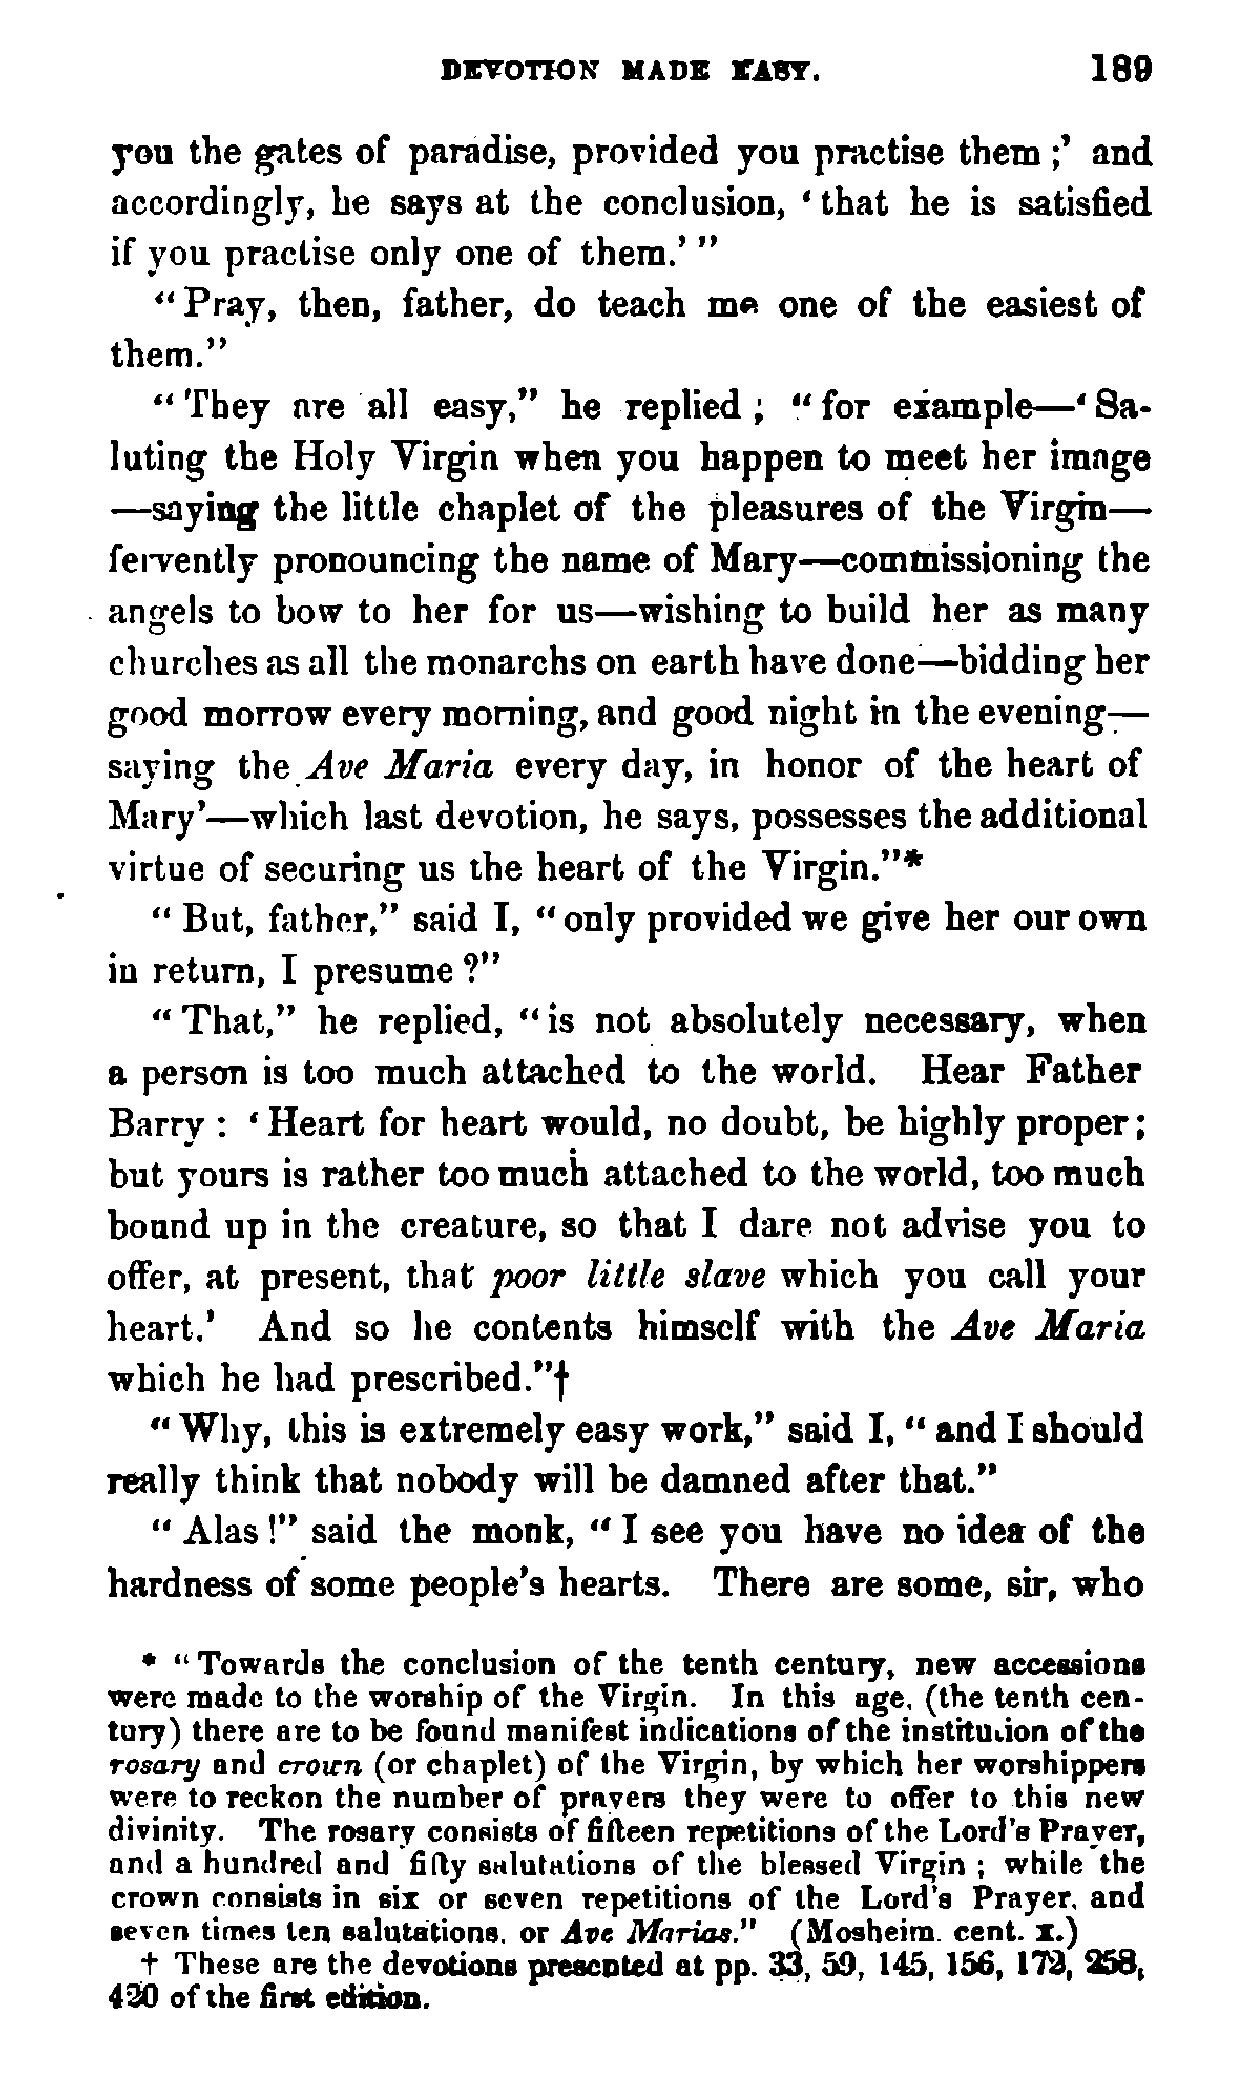 DEVOTION MADE EASY. 189
you the gates of paradise, provided you practise them ;' and
accordingly, he says at the conclusion, ' that he is satisfied
if you practise only one of them.' "
" Pray, then, father, do teach me one of the easiest of
them."
" They are all easy," he replied ; " for example—' Sa-
luting the Holy Virgin when you happen to meet her image
—saying the little chaplet of the pleasures of the Virgin—
fervently pronouncing the name of Mary—commissioning the
angels to bow to her for us—wishing to build her as many
churches as all the monarchs on earth have done—bidding her
good morrow every morning, and good night in the evening—
saying the Ave Maria every day, in honor of the heart of
Mary'—which last devotion, he says, possesses the additional
virtue of securing us the heart of the Virgin."*
" But, father," said I, " only provided we give her our own
in return, I presume ?"
" That," he replied, " is not absolutely necessary, when
a person is too much attached to the world. Hear Father
Barry : ' Heart for heart would, no doubt, be highly proper ;
but yours is rather too much attached to the world, too much
bound up in the creature, so that I dare not advise you to
offer, at present, that poor little slave which you call your
heart.' And so he contents himself with the Ave Maria
which he had prescribed."†
" Why, this is extremely easy work," said I, " and I should
really think that nobody will be damned after that."
" Alas !" said the monk, " I see you have no idea of the
hardness of some people's hearts. There are some, sir, who
* " Towards the conclusion of the tenth century, new accessions
were made to the worship of the Virgin. In this age, (the tenth cen-
tury) there are to be found manifest indications of the institution of the
rosary and crown (or chaplet) of the Virgin, by which her worshippers
were to reckon the number of prayers they were to offer to this new
divinity. The rosary consists of fifteen repetitions of the Lord's Prayer,
and a hundred and fifty salutations of the blessed Virgin ; while the
crown consists in six or seven repetitions of the Lord's Prayer, and
seven times ten salutations, or Ave Marias." (Mosheim. cent. x.)
† These are the devotions presented at pp. 33, 59, 145, 156, 172, 258,
420 of the first edition.